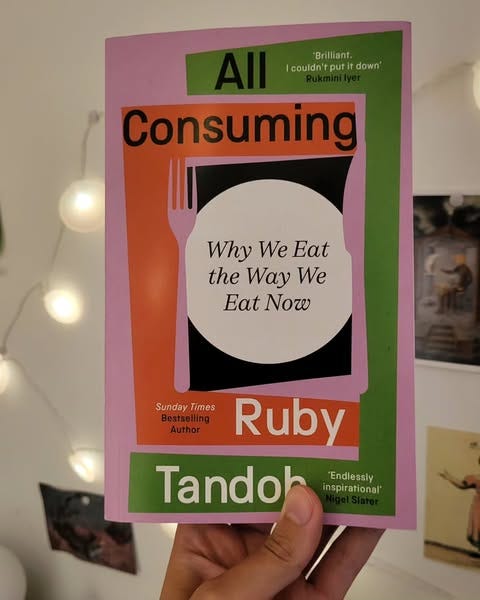 All
'Brilliant.
I couldn't put it down'
Rukmini Iyer
Consuming
Why We Eat
the Way We
Eat Now
Sunday Times
Bestselling
Author
Ruby
Tandoh
'Endlessly
inspirational'
Nigel Slater